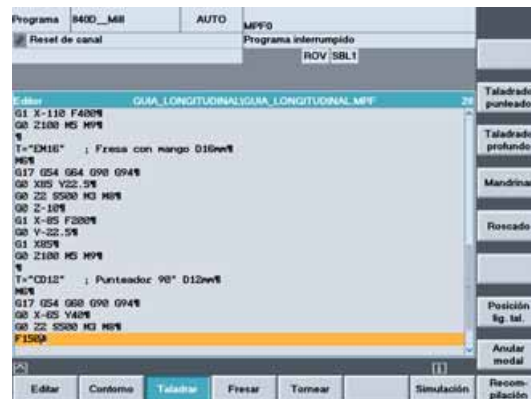 Programa 840D__Mill AUTO MPF0
Reset de canal Programa interrumpido
ROV SBL1
Editor GUIA_LONGITUDINAL\GUIA_LONGITUDINAL.MPF 28
G1 X-110 F400¶
G0 Z100 M5 M9¶
¶
T="EM16" ; Fresa con mango D16mm¶
M6¶
G17 G54 G64 G90 G94¶
G0 X85 Y22.5¶
G0 Z2 S500 M3 M8¶
G0 Z-10¶
G1 X-85 F200¶
G0 Y-22.5¶
G1 X85¶
G0 Z100 M5 M9¶
¶
T="CD12" ; Punteador 90° D12mm¶
M6¶
G17 G54 G60 G90 G94¶
G0 X-65 Y40¶
G0 Z2 S500 M3 M8¶
F150¶
Taladrado punteado
Taladrado profundo
Mandrinar
Roscado
Posición fig. tal.
Anular modal
Recom- pilación
Editar Contorno Taladrar Fresar Tornear Simulación